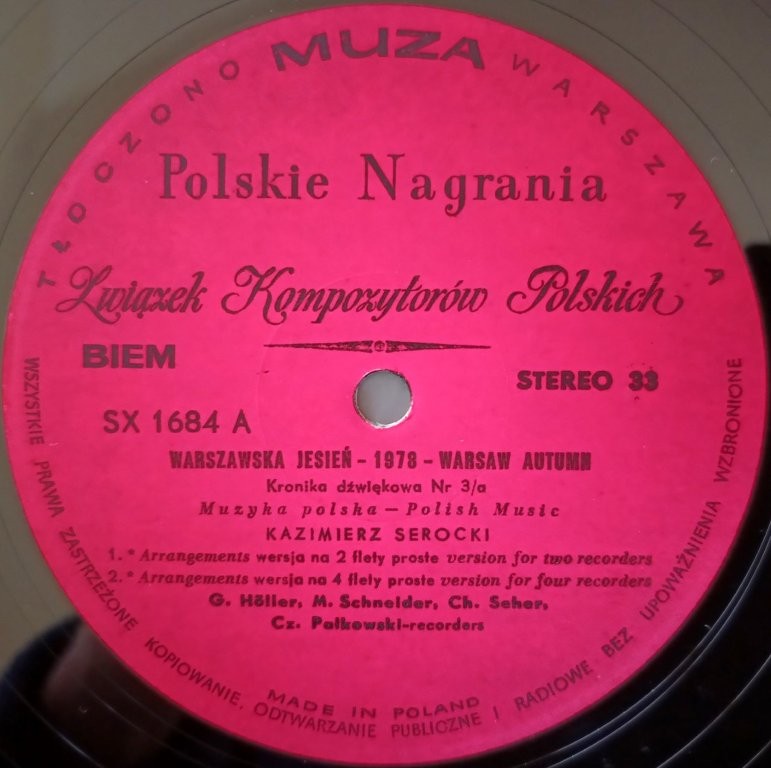 TŁOCZONO MUZA WARSZAWA
Polskie Nagrania
Związek Kompozytorów Polskich
BIEM
STEREO 33
SX 1684 A
WARSZAWSKA JESIEŃ – 1978 – WARSAW AUTUMN
Kronika dźwiękowa Nr 3/a
Muzyka polska – Polish Music
KAZIMIERZ SEROCKI
1. * Arrangements wersja na 2 flety proste version for two recorders
2. * Arrangements wersja na 4 flety proste version for four recorders
G. Höller, M. Schneider, Ch. Seher,
Cz. Pałkowski-recorders
MADE IN POLAND
WSZYSTKIE PRAWA ZASTRZEŻONE KOPIOWANIE, ODTWARZANIE PUBLICZNE I RADIOWE BEZ UPOWAŻNIENIA WZBRONIONE